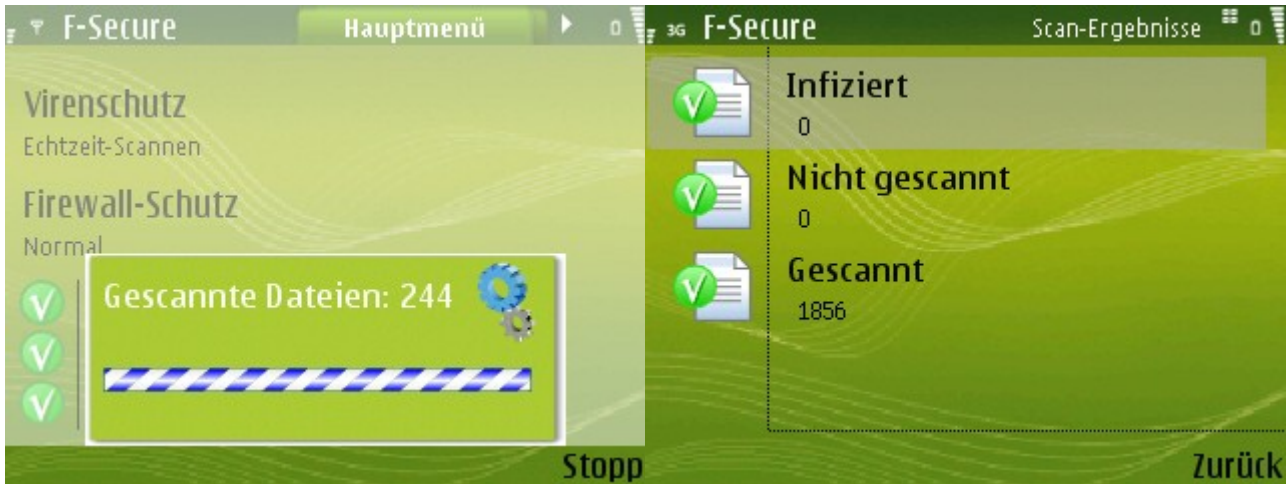 F-Secure Hauptmenü
Virenschutz
Echtzeit-Scannen
Firewall-Schutz
Normal
Gescannte Dateien: 244
Stopp
3G F-Secure Scan-Ergebnisse
Infiziert
0
Nicht gescannt
0
Gescannt
1856
Zurück